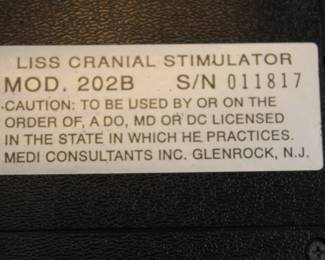 LISS CRANIAL STIMULATOR
MOD. 202B S/N 011817
CAUTION: TO BE USED BY OR ON THE
ORDER OF, A DO, MD OR DC LICENSED
IN THE STATE IN WHICH HE PRACTICES.
MEDI CONSULTANTS INC. GLENROCK, N.J.